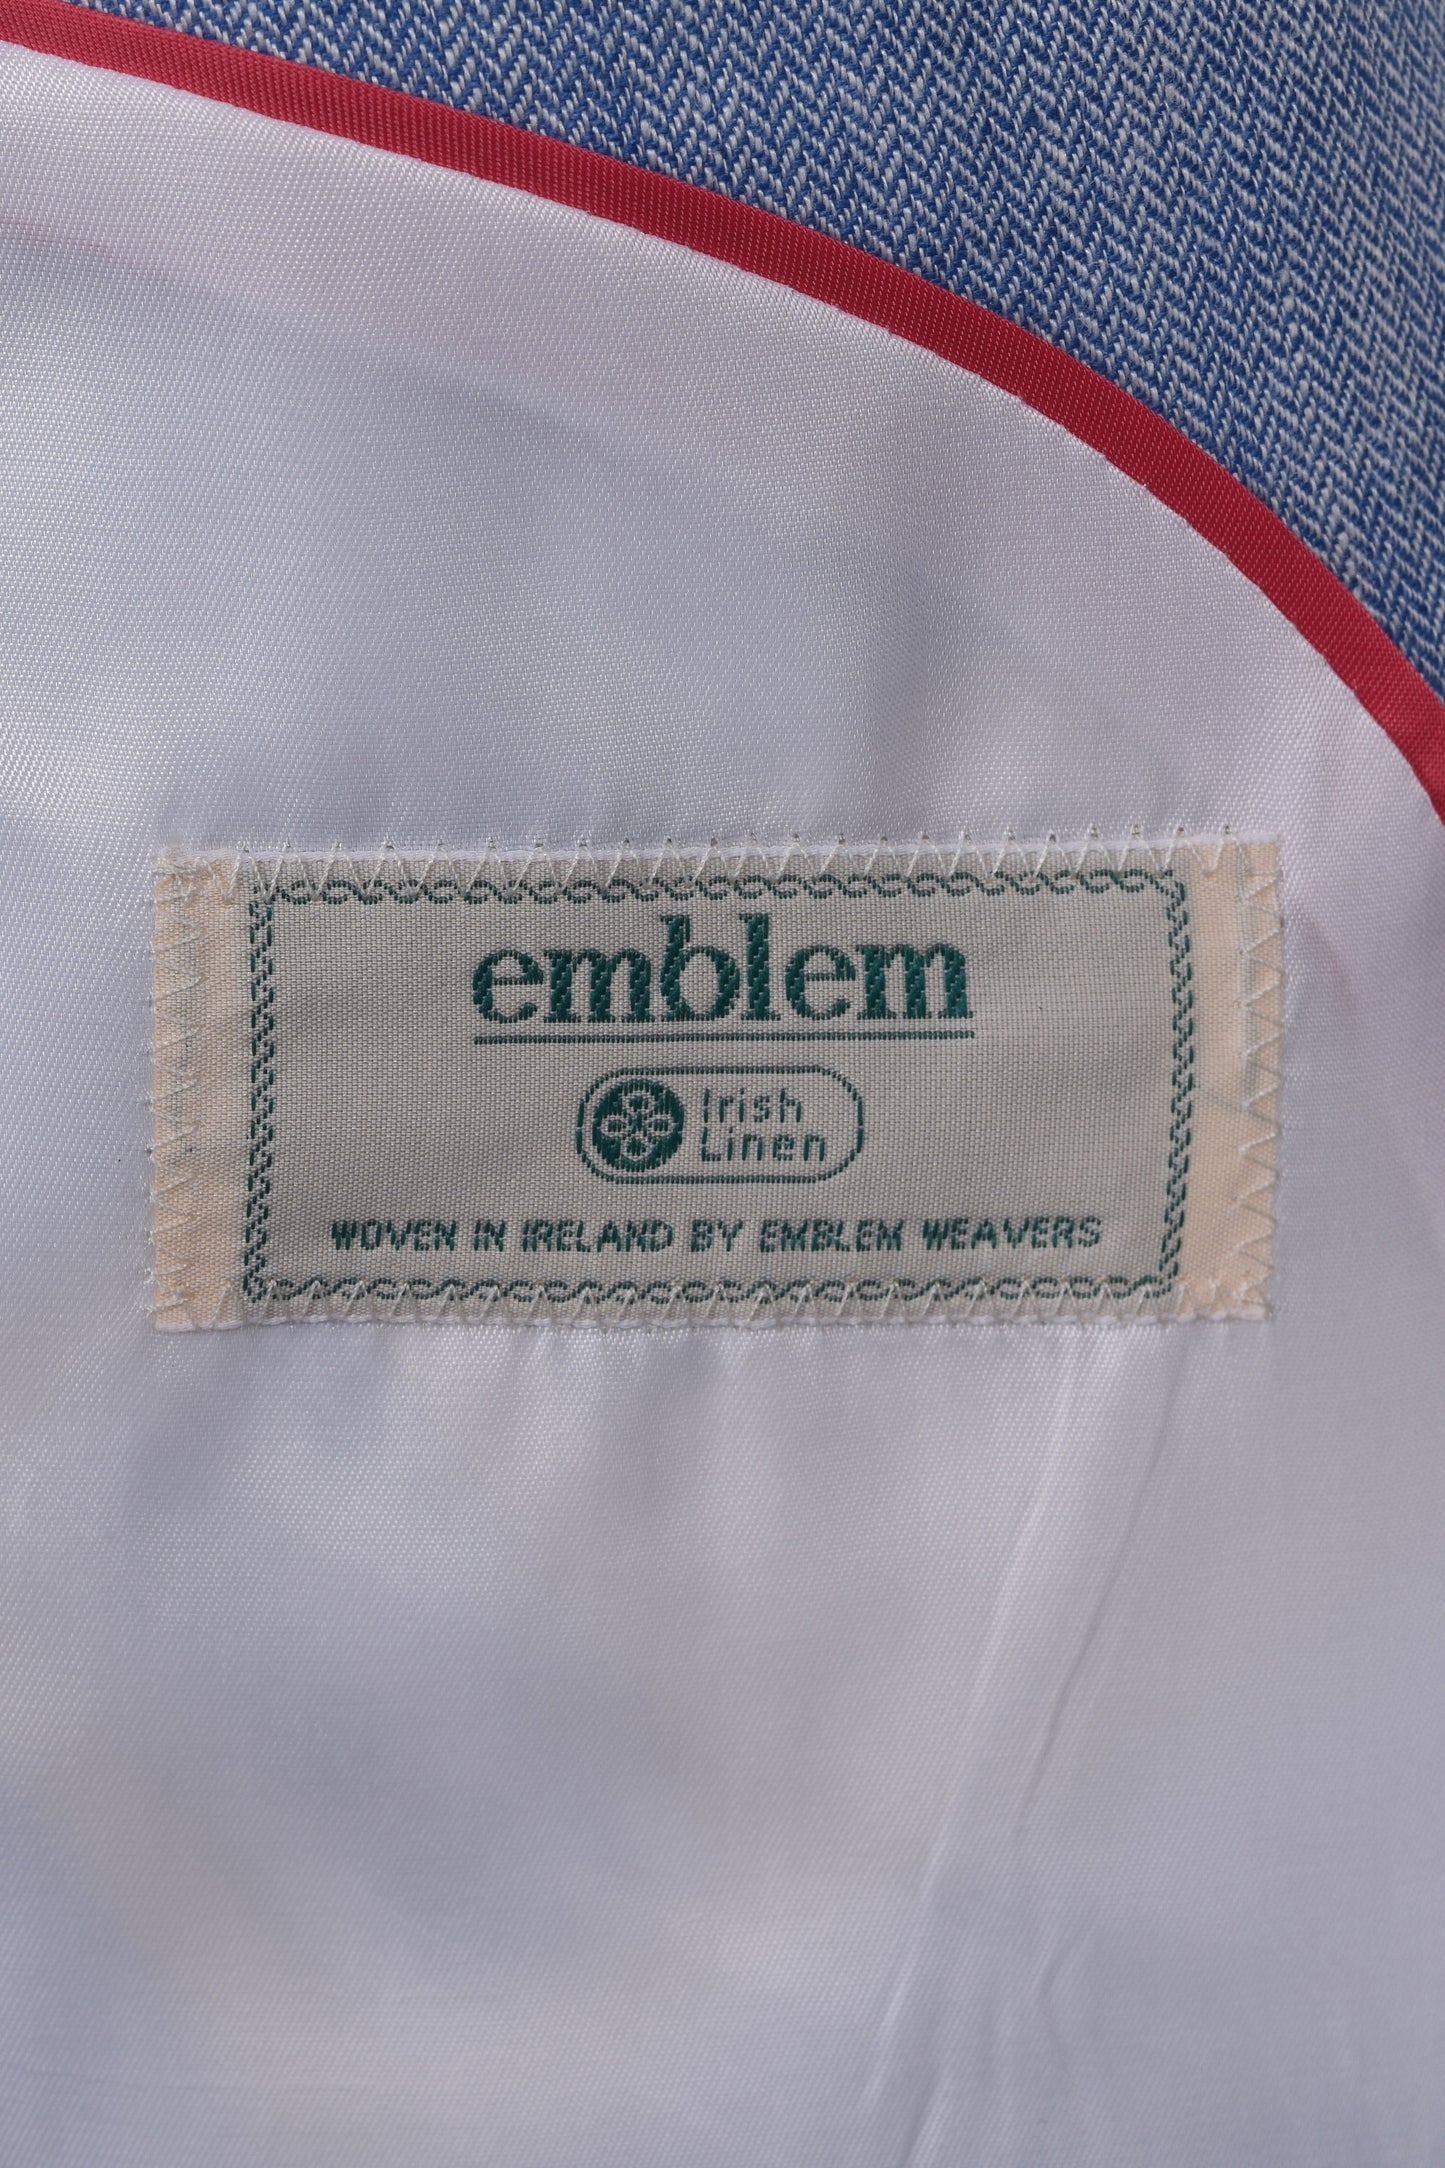 emblem
Irish
Linen
WOVEN IN IRELAND BY EMBLEM WEAVERS